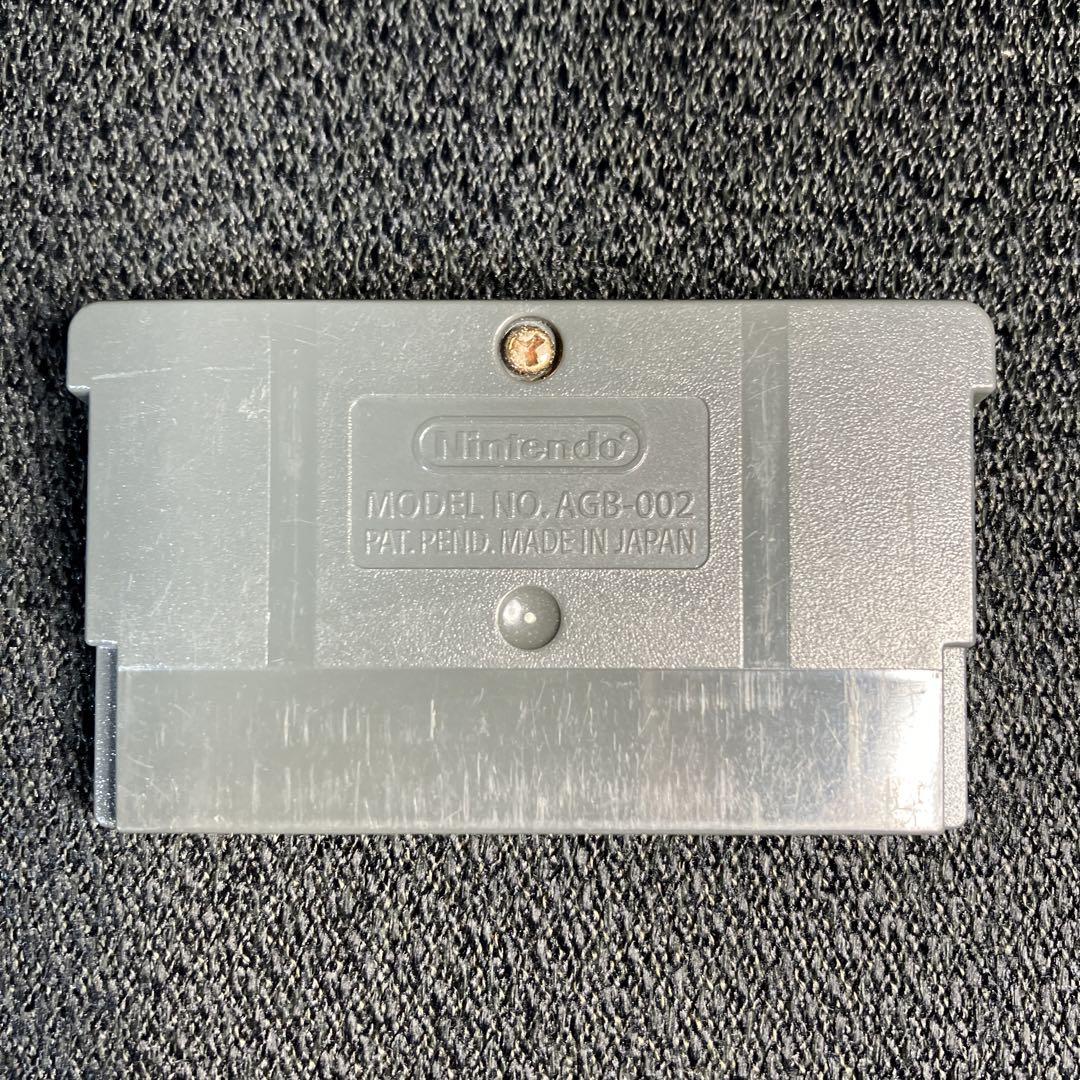 Nintendo®
MODEL NO. AGB-002
PAT. PEND. MADE IN JAPAN